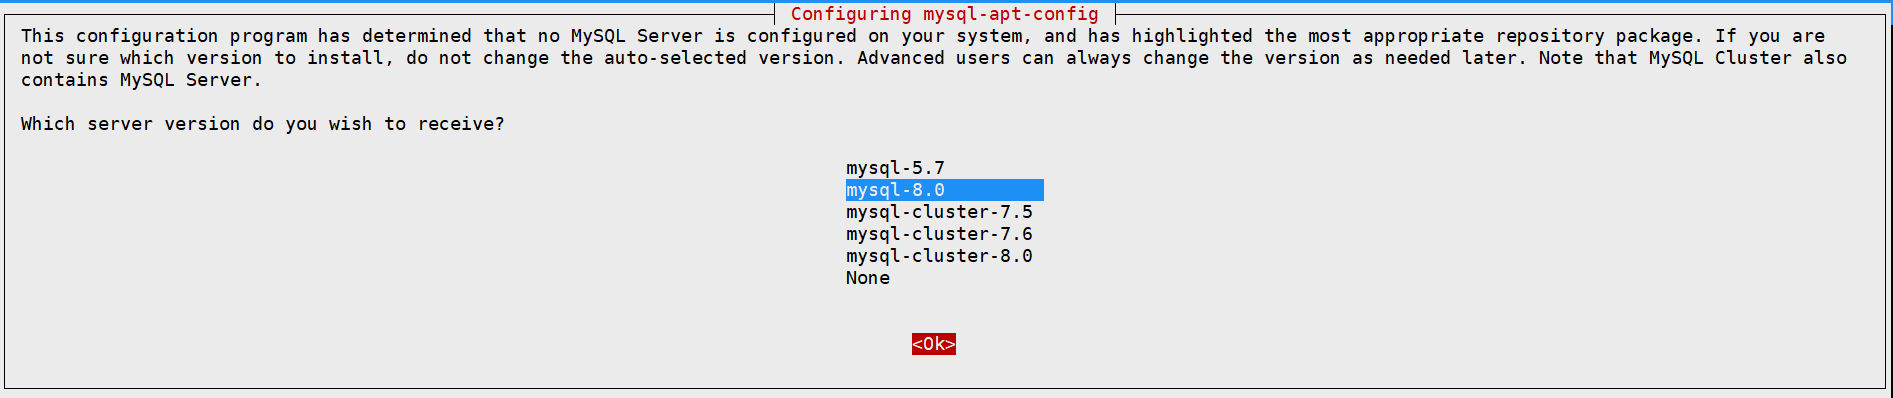 Configuring mysql-apt-config
This configuration program has determined that no MySQL Server is configured on your system, and has highlighted the most appropriate repository package. If you are
not sure which version to install, do not change the auto-selected version. Advanced users can always change the version as needed later. Note that MySQL Cluster also
contains MySQL Server.
Which server version do you wish to receive?
mysql-5.7
mysql-8.0
mysql-cluster-7.5
mysql-cluster-7.6
mysql-cluster-8.0
None
<Ok>